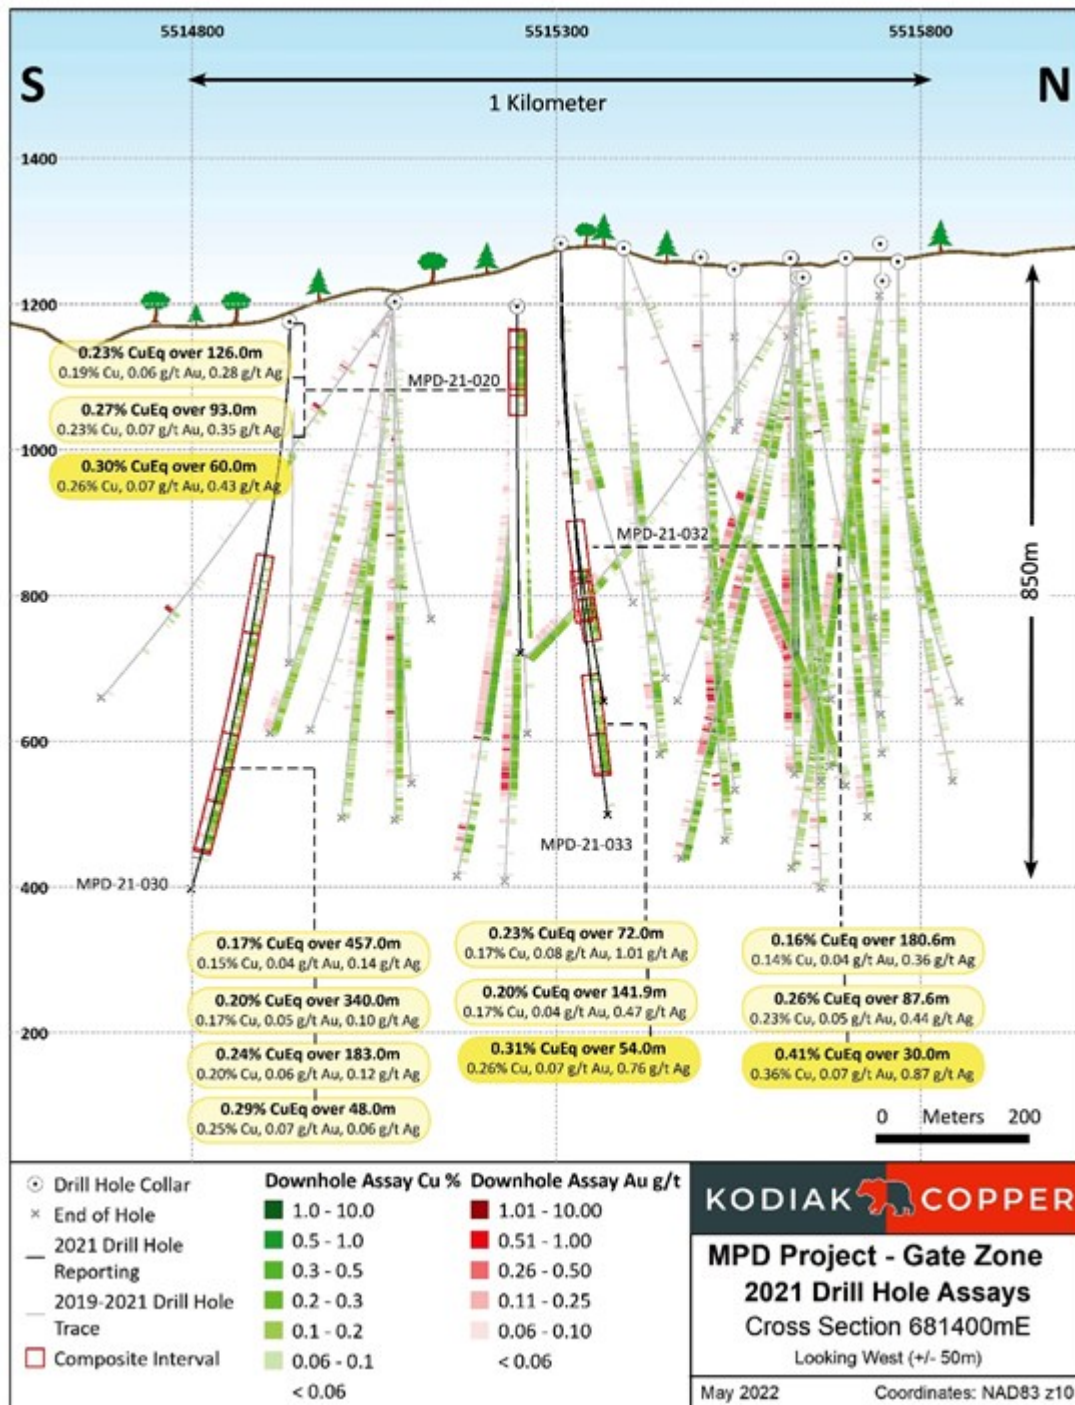 5514800
5515300
5515800
S
N
1 Kilometer
1400
1200
1000
800
600
400
200
850m
0.23% CuEq over 126.0m
0.19% Cu, 0.06 g/t Au, 0.28 g/t Ag
0.27% CuEq over 93.0m
0.23% Cu, 0.07 g/t Au, 0.35 g/t Ag
0.30% CuEq over 60.0m
0.26% Cu, 0.07 g/t Au, 0.43 g/t Ag
MPD-21-020
MPD-21-032
MPD-21-033
MPD-21-030
0.17% CuEq over 457.0m
0.15% Cu, 0.04 g/t Au, 0.14 g/t Ag
0.20% CuEq over 340.0m
0.17% Cu, 0.05 g/t Au, 0.10 g/t Ag
0.24% CuEq over 183.0m
0.20% Cu, 0.06 g/t Au, 0.12 g/t Ag
0.29% CuEq over 48.0m
0.25% Cu, 0.07 g/t Au, 0.06 g/t Ag
0.23% CuEq over 72.0m
0.17% Cu, 0.08 g/t Au, 1.01 g/t Ag
0.20% CuEq over 141.9m
0.17% Cu, 0.04 g/t Au, 0.47 g/t Ag
0.31% CuEq over 54.0m
0.26% Cu, 0.07 g/t Au, 0.76 g/t Ag
0.16% CuEq over 180.6m
0.14% Cu, 0.04 g/t Au, 0.36 g/t Ag
0.26% CuEq over 87.6m
0.23% Cu, 0.05 g/t Au, 0.44 g/t Ag
0.41% CuEq over 30.0m
0.36% Cu, 0.07 g/t Au, 0.87 g/t Ag
0 Meters 200
Drill Hole Collar
End of Hole
2021 Drill Hole
Reporting
2019-2021 Drill Hole
Trace
Composite Interval
Downhole Assay Cu %
1.0 - 10.0
0.5 - 1.0
0.3 - 0.5
0.2 - 0.3
0.1 - 0.2
0.06 - 0.1
< 0.06
Downhole Assay Au g/t
1.01 - 10.00
0.51 - 1.00
0.26 - 0.50
0.11 - 0.25
0.06 - 0.10
< 0.06
KODIAK COPPER
MPD Project - Gate Zone
2021 Drill Hole Assays
Cross Section 681400mE
Looking West (+/- 50m)
May 2022 Coordinates: NAD83 z10